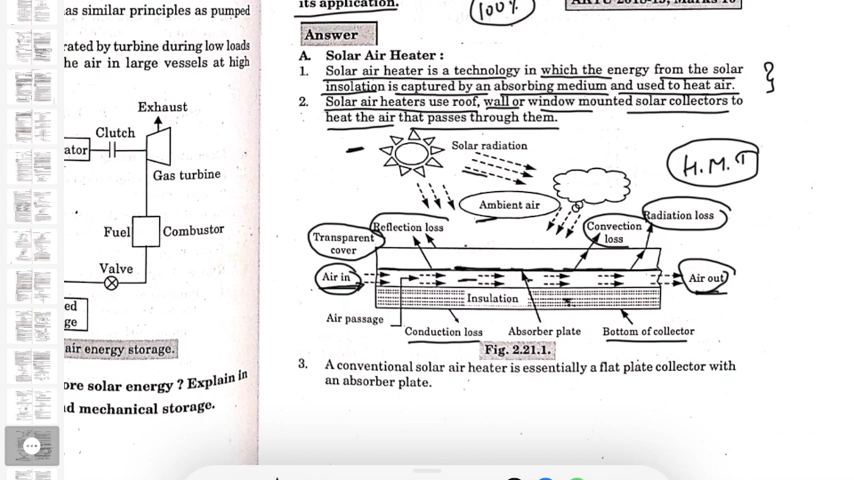 as similar principles as pumped
rated by turbine during low loads
he air in large vessels at high
Exhaust
Clutch
ator
Gas turbine
Fuel
Combustor
Valve
ed
ge
air energy storage.
ore solar energy ? Explain in
d mechanical storage.
its application.
100%
Answer
A. Solar Air Heater :
1. Solar air heater is a technology in which the energy from the solar
insolation is captured by an absorbing medium and used to heat air.
2. Solar air heaters use roof, wall or window mounted solar collectors to
heat the air that passes through them.
Solar radiation
H.M.T
Ambient air
Reflection loss
Convection
loss
Radiation loss
Transparent
cover
Air in
Air out
Insulation
Air passage
Conduction loss
Absorber plate
Bottom of collector
Fig. 2.21.1.
3. A conventional solar air heater is essentially a flat plate collector with
an absorber plate.